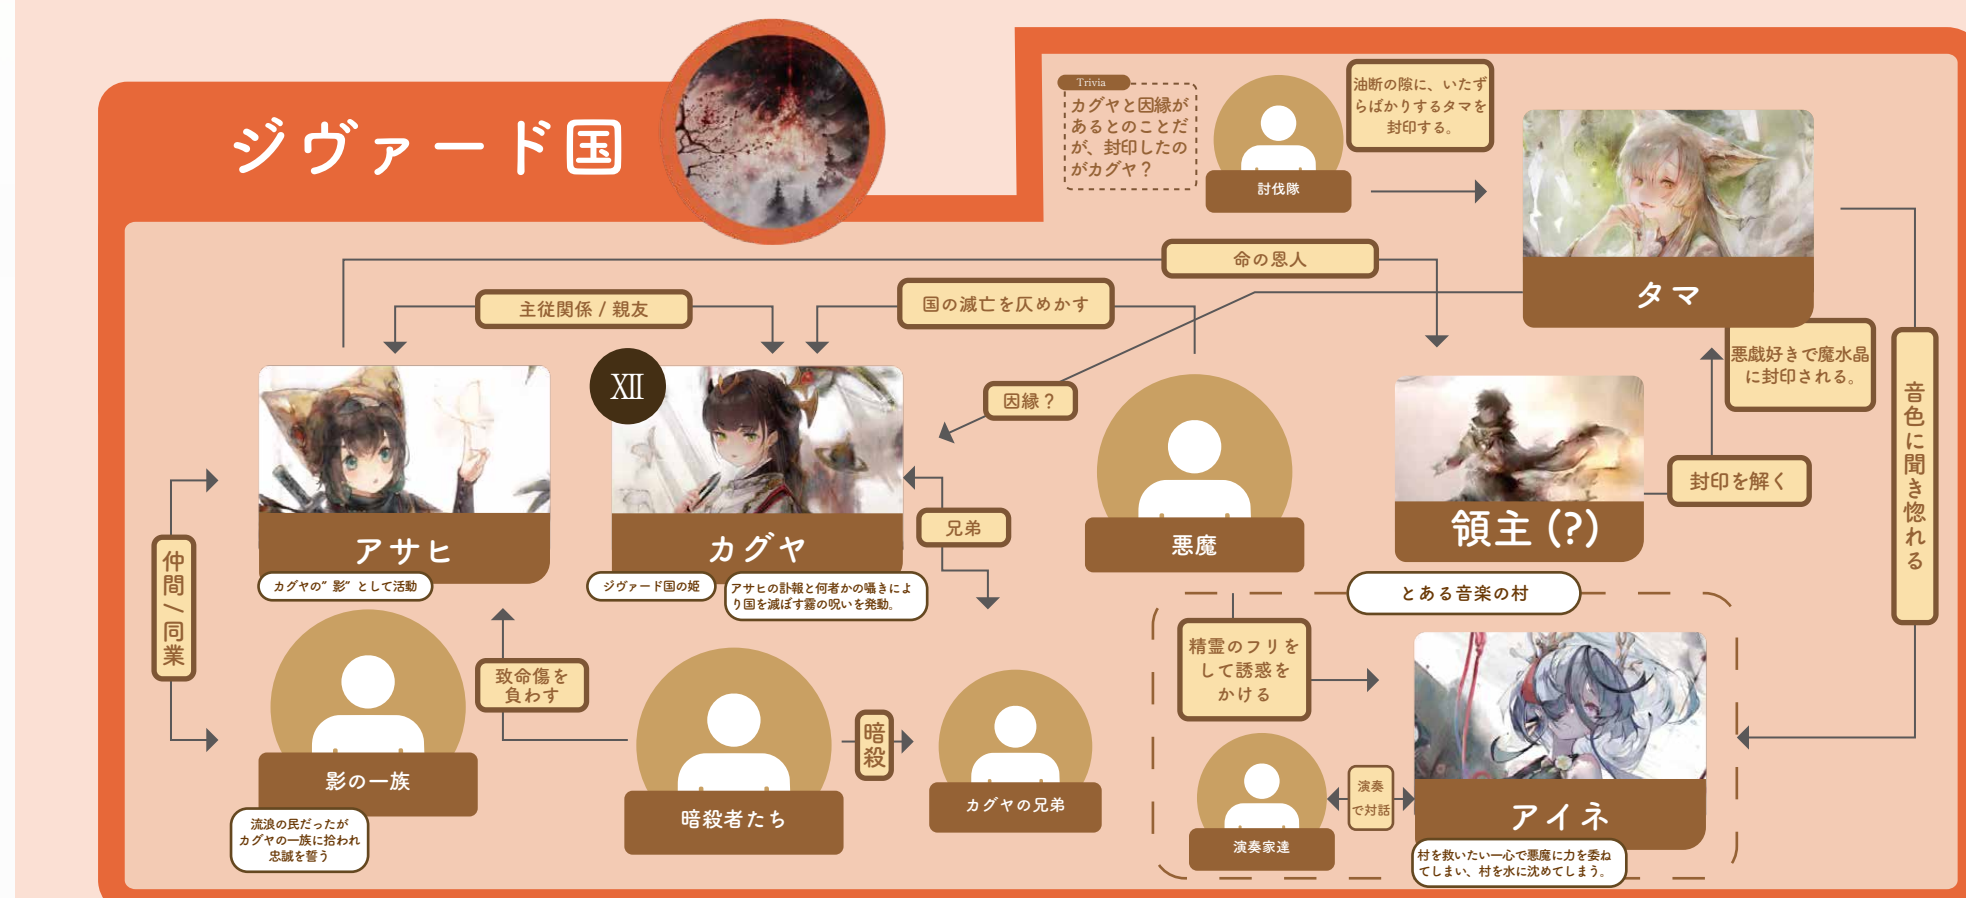 ジヴァード国
Trivia
カグヤと因縁が
あるとのことだ
が、封印したの
がカグヤ？
討伐隊
油断の隙に、いたず
らばかりするタマを
封印する。
タマ
命の恩人
主従関係 / 親友
国の滅亡を仄めかす
悪戯好きで魔水晶
に封印される。
音色に聞き惚れる
XII
因縁？
アサヒ
カグヤの"影"として活動
カグヤ
ジヴァード国の姫
アサヒの訃報と何者かの囁きによ
り国を滅ぼす霧の呪いを発動。
兄弟
悪魔
領主 (?)
封印を解く
仲間/同業
影の一族
流浪の民だったが
カグヤの一族に拾われ
忠誠を誓う
致命傷を
負わす
暗殺者たち
暗殺
カグヤの兄弟
とある音楽の村
精霊のフリを
して誘惑を
かける
演奏家達
演奏
で対話
アイネ
村を救いたい一心で悪魔に力を委ね
てしまい、村を水に沈めてしまう。